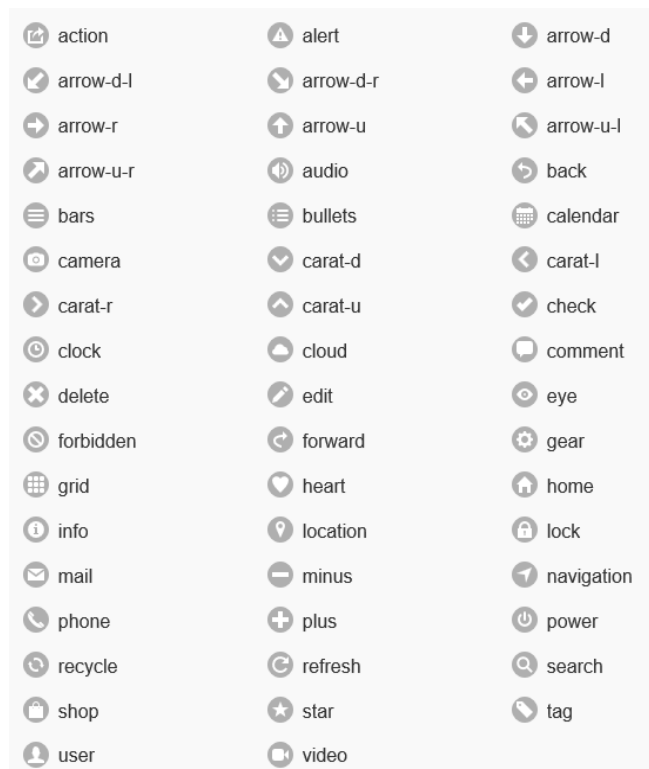 action alert arrow-d
arrow-d-l arrow-d-r arrow-l
arrow-r arrow-u arrow-u-l
arrow-u-r audio back
bars bullets calendar
camera carat-d carat-l
carat-r carat-u check
clock cloud comment
delete edit eye
forbidden forward gear
grid heart home
info location lock
mail minus navigation
phone plus power
recycle refresh search
shop star tag
user video